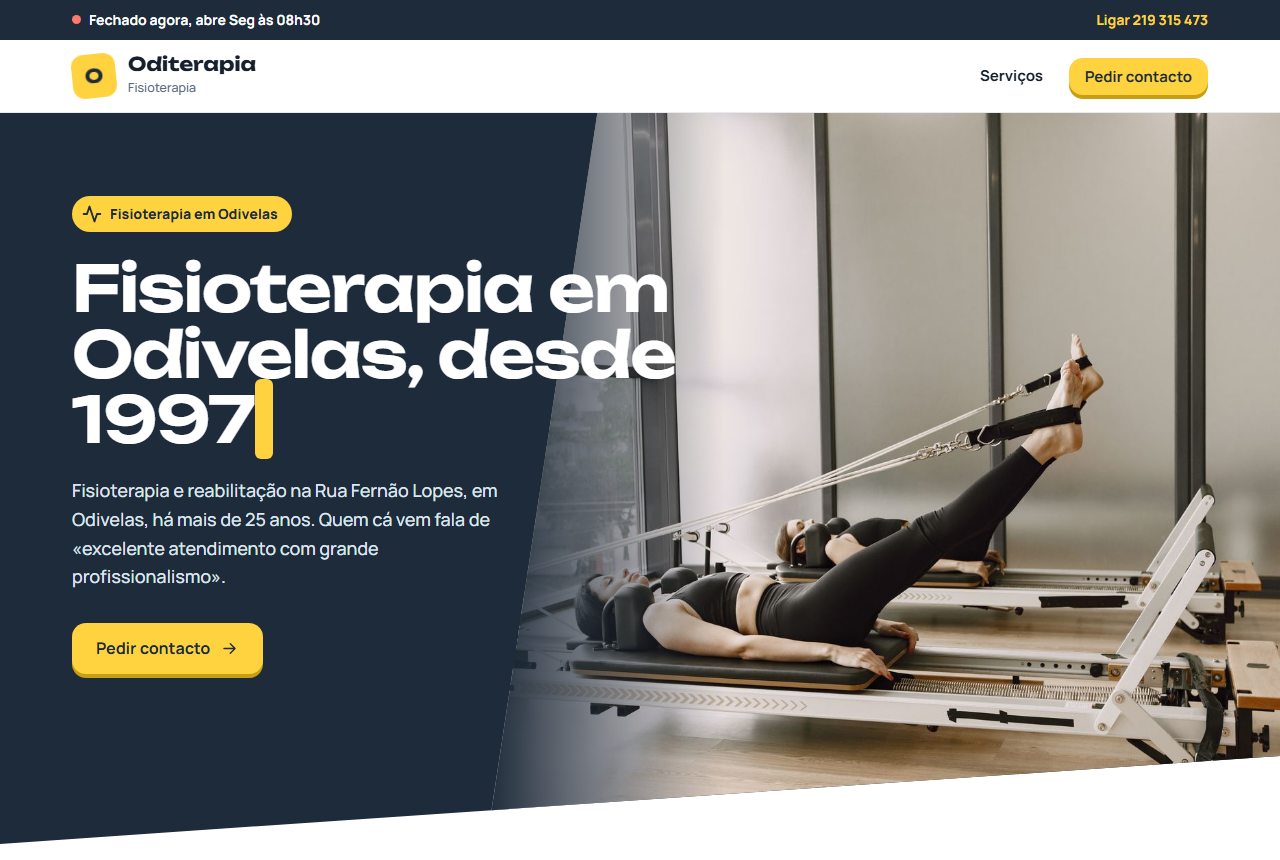 Fechado agora, abre Seg às 08h30
Ligar 219 315 473
O
Oditerapia
Fisioterapia
Serviços
Pedir contacto
Fisioterapia em Odivelas
Fisioterapia em
Odivelas, desde
1997
Fisioterapia e reabilitação na Rua Fernão Lopes, em
Odivelas, há mais de 25 anos. Quem cá vem fala de
«excelente atendimento com grande
profissionalismo».
Pedir contacto →